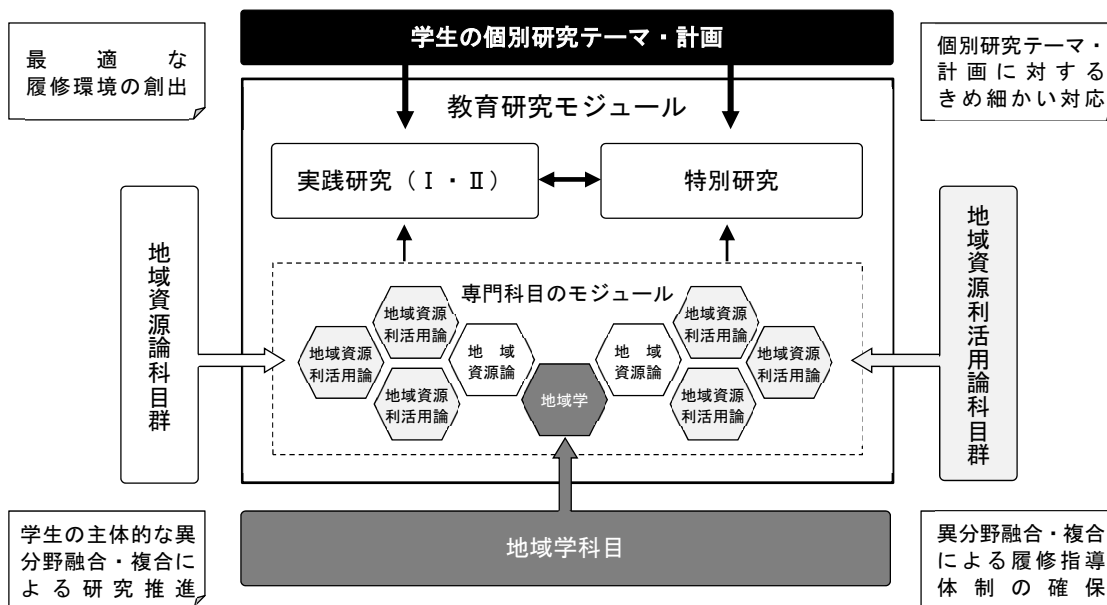 学生の個別研究テーマ・計画
最適な
履修環境の創出
個別研究テーマ・
計画に対する
きめ細かい対応
教育研究モジュール
実践研究（Ⅰ・Ⅱ）
特別研究
地域資源論科目群
地域資源利活用論科目群
専門科目のモジュール
地域資源
利活用論
地域資源
利活用論
地域資源
利活用論
地域
資源論
地域学
地域
資源論
地域資源
利活用論
地域資源
利活用論
地域資源
利活用論
地域学科目
学生の主体的な異
分野融合・複合に
よる研究推進
異分野融合・複合
による履修指導
体制の確保